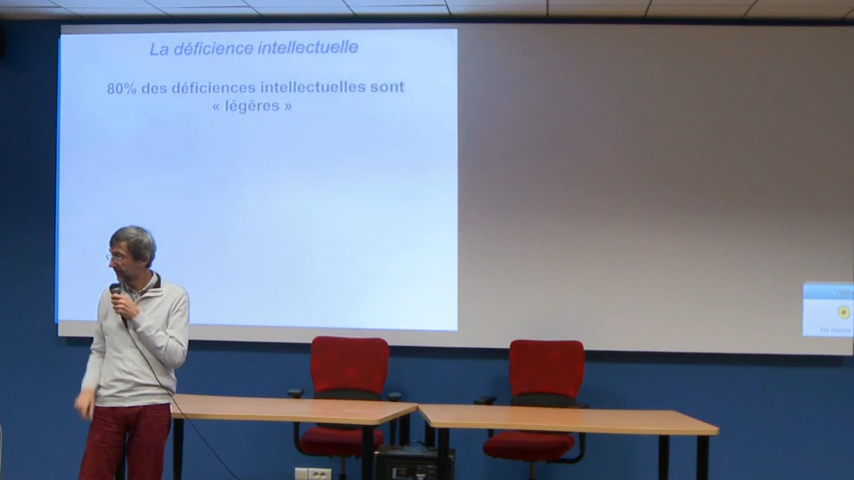 La déficience intellectuelle
80% des déficiences intellectuelles sont
« légères »